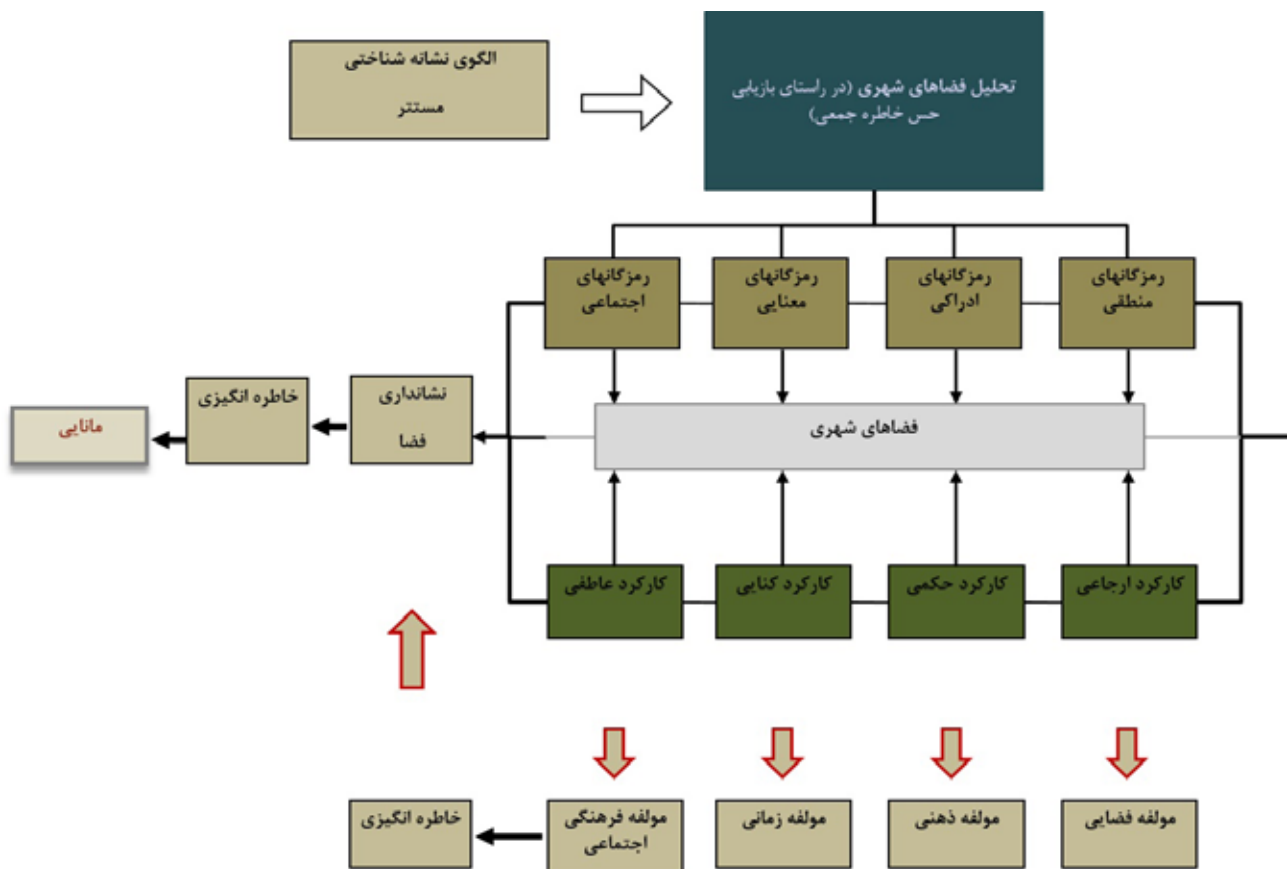 الگوی نشانه شناختی
مستتر
تحلیل فضاهای شهری (در راستای بازیابی
حس خاطره جمعی)
رمزگانهای
منطقی
رمزگانهای
ادراکی
رمزگانهای
معنایی
رمزگانهای
اجتماعی
فضاهای شهری
نشانداری
فضا
خاطره انگیزی
مانایی
کارکرد ارجاعی
کارکرد حکمی
کارکرد کنایی
کارکرد عاطفی
مولفه فضایی
مولفه ذهنی
مولفه زمانی
مولفه فرهنگی
اجتماعی
خاطره انگیزی